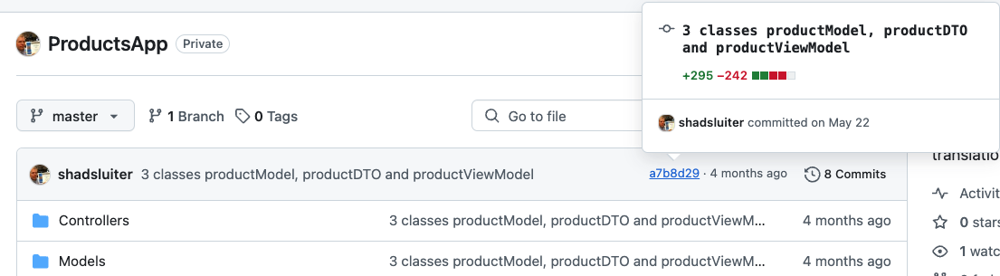 ProductsApp Private
3 classes productModel, productDTO
and productViewModel
+295 −242
shadsluiter committed on May 22
master
1 Branch
0 Tags
Go to file
shadsluiter 3 classes productModel, productDTO and productViewModel
a7b8d29 · 4 months ago
8 Commits
Controllers 3 classes productModel, productDTO and productViewM... 4 months ago
Models 3 classes productModel, productDTO and productViewM... 4 months ago
translatio
Activit
0 stars
1 watc